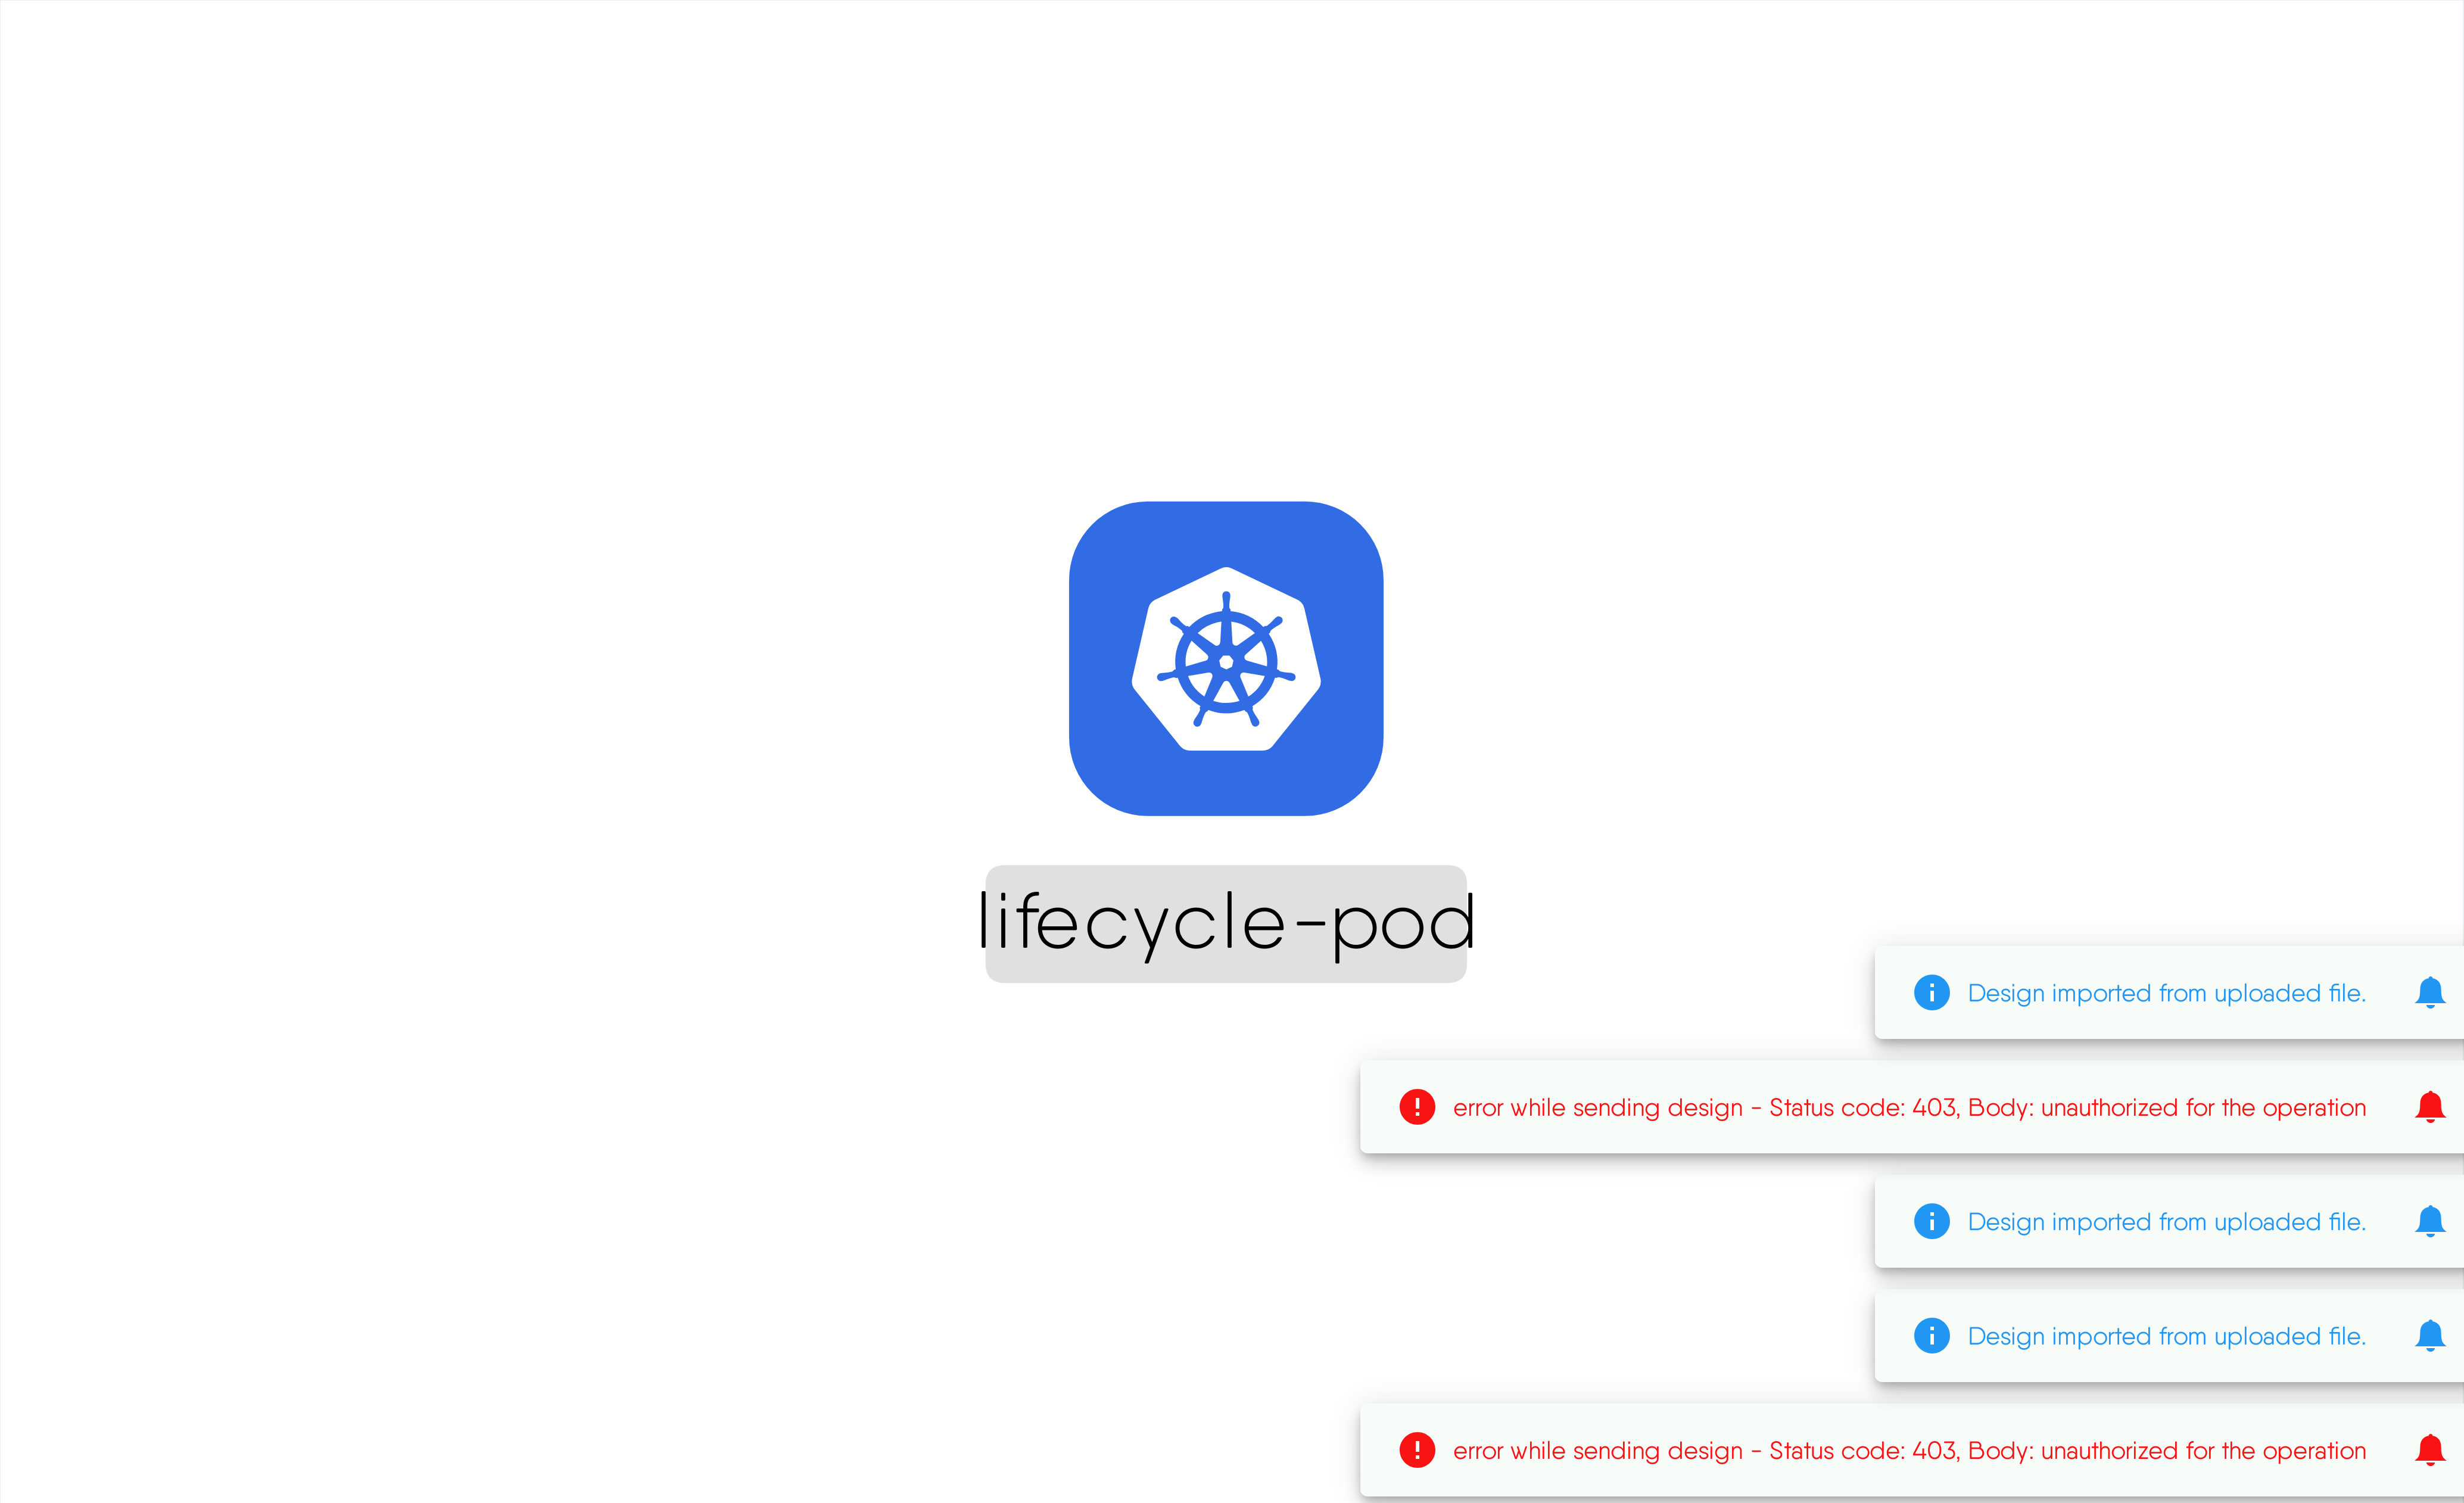 lifecycle-pod
Design imported from uploaded file.
error while sending design - Status code: 403, Body: unauthorized for the operation
Design imported from uploaded file.
Design imported from uploaded file.
error while sending design - Status code: 403, Body: unauthorized for the operation